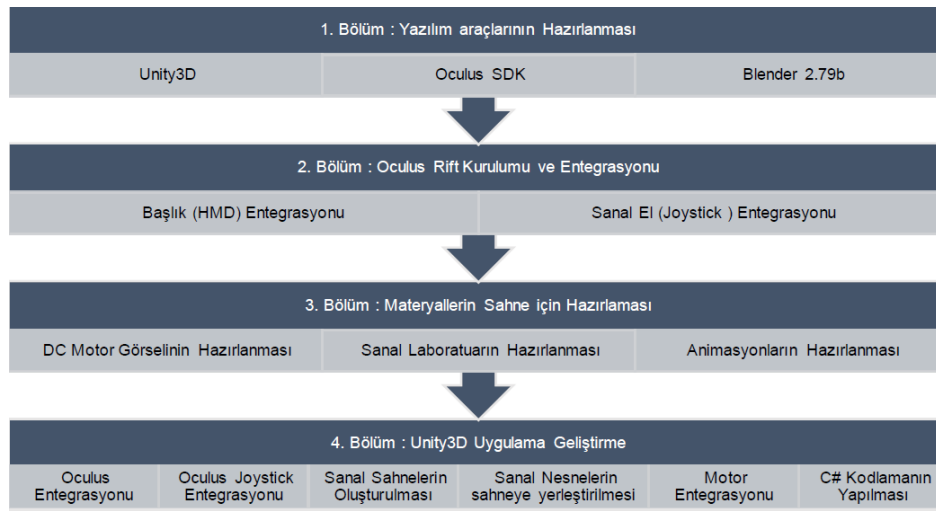 1. Bölüm : Yazılım araçlarının Hazırlanması
Unity3D
Oculus SDK
Blender 2.79b
2. Bölüm : Oculus Rift Kurulumu ve Entegrasyonu
Başlık (HMD) Entegrasyonu
Sanal El (Joystick ) Entegrasyonu
3. Bölüm : Materyallerin Sahne için Hazırlaması
DC Motor Görselinin Hazırlanması
Sanal Laboratuarın Hazırlanması
Animasyonların Hazırlanması
4. Bölüm : Unity3D Uygulama Geliştirme
Oculus
Entegrasyonu
Oculus Joystick
Entegrasyonu
Sanal Sahnelerin
Oluşturulması
Sanal Nesnelerin
sahneye yerleştirilmesi
Motor
Entegrasyonu
C# Kodlamanın
Yapılması